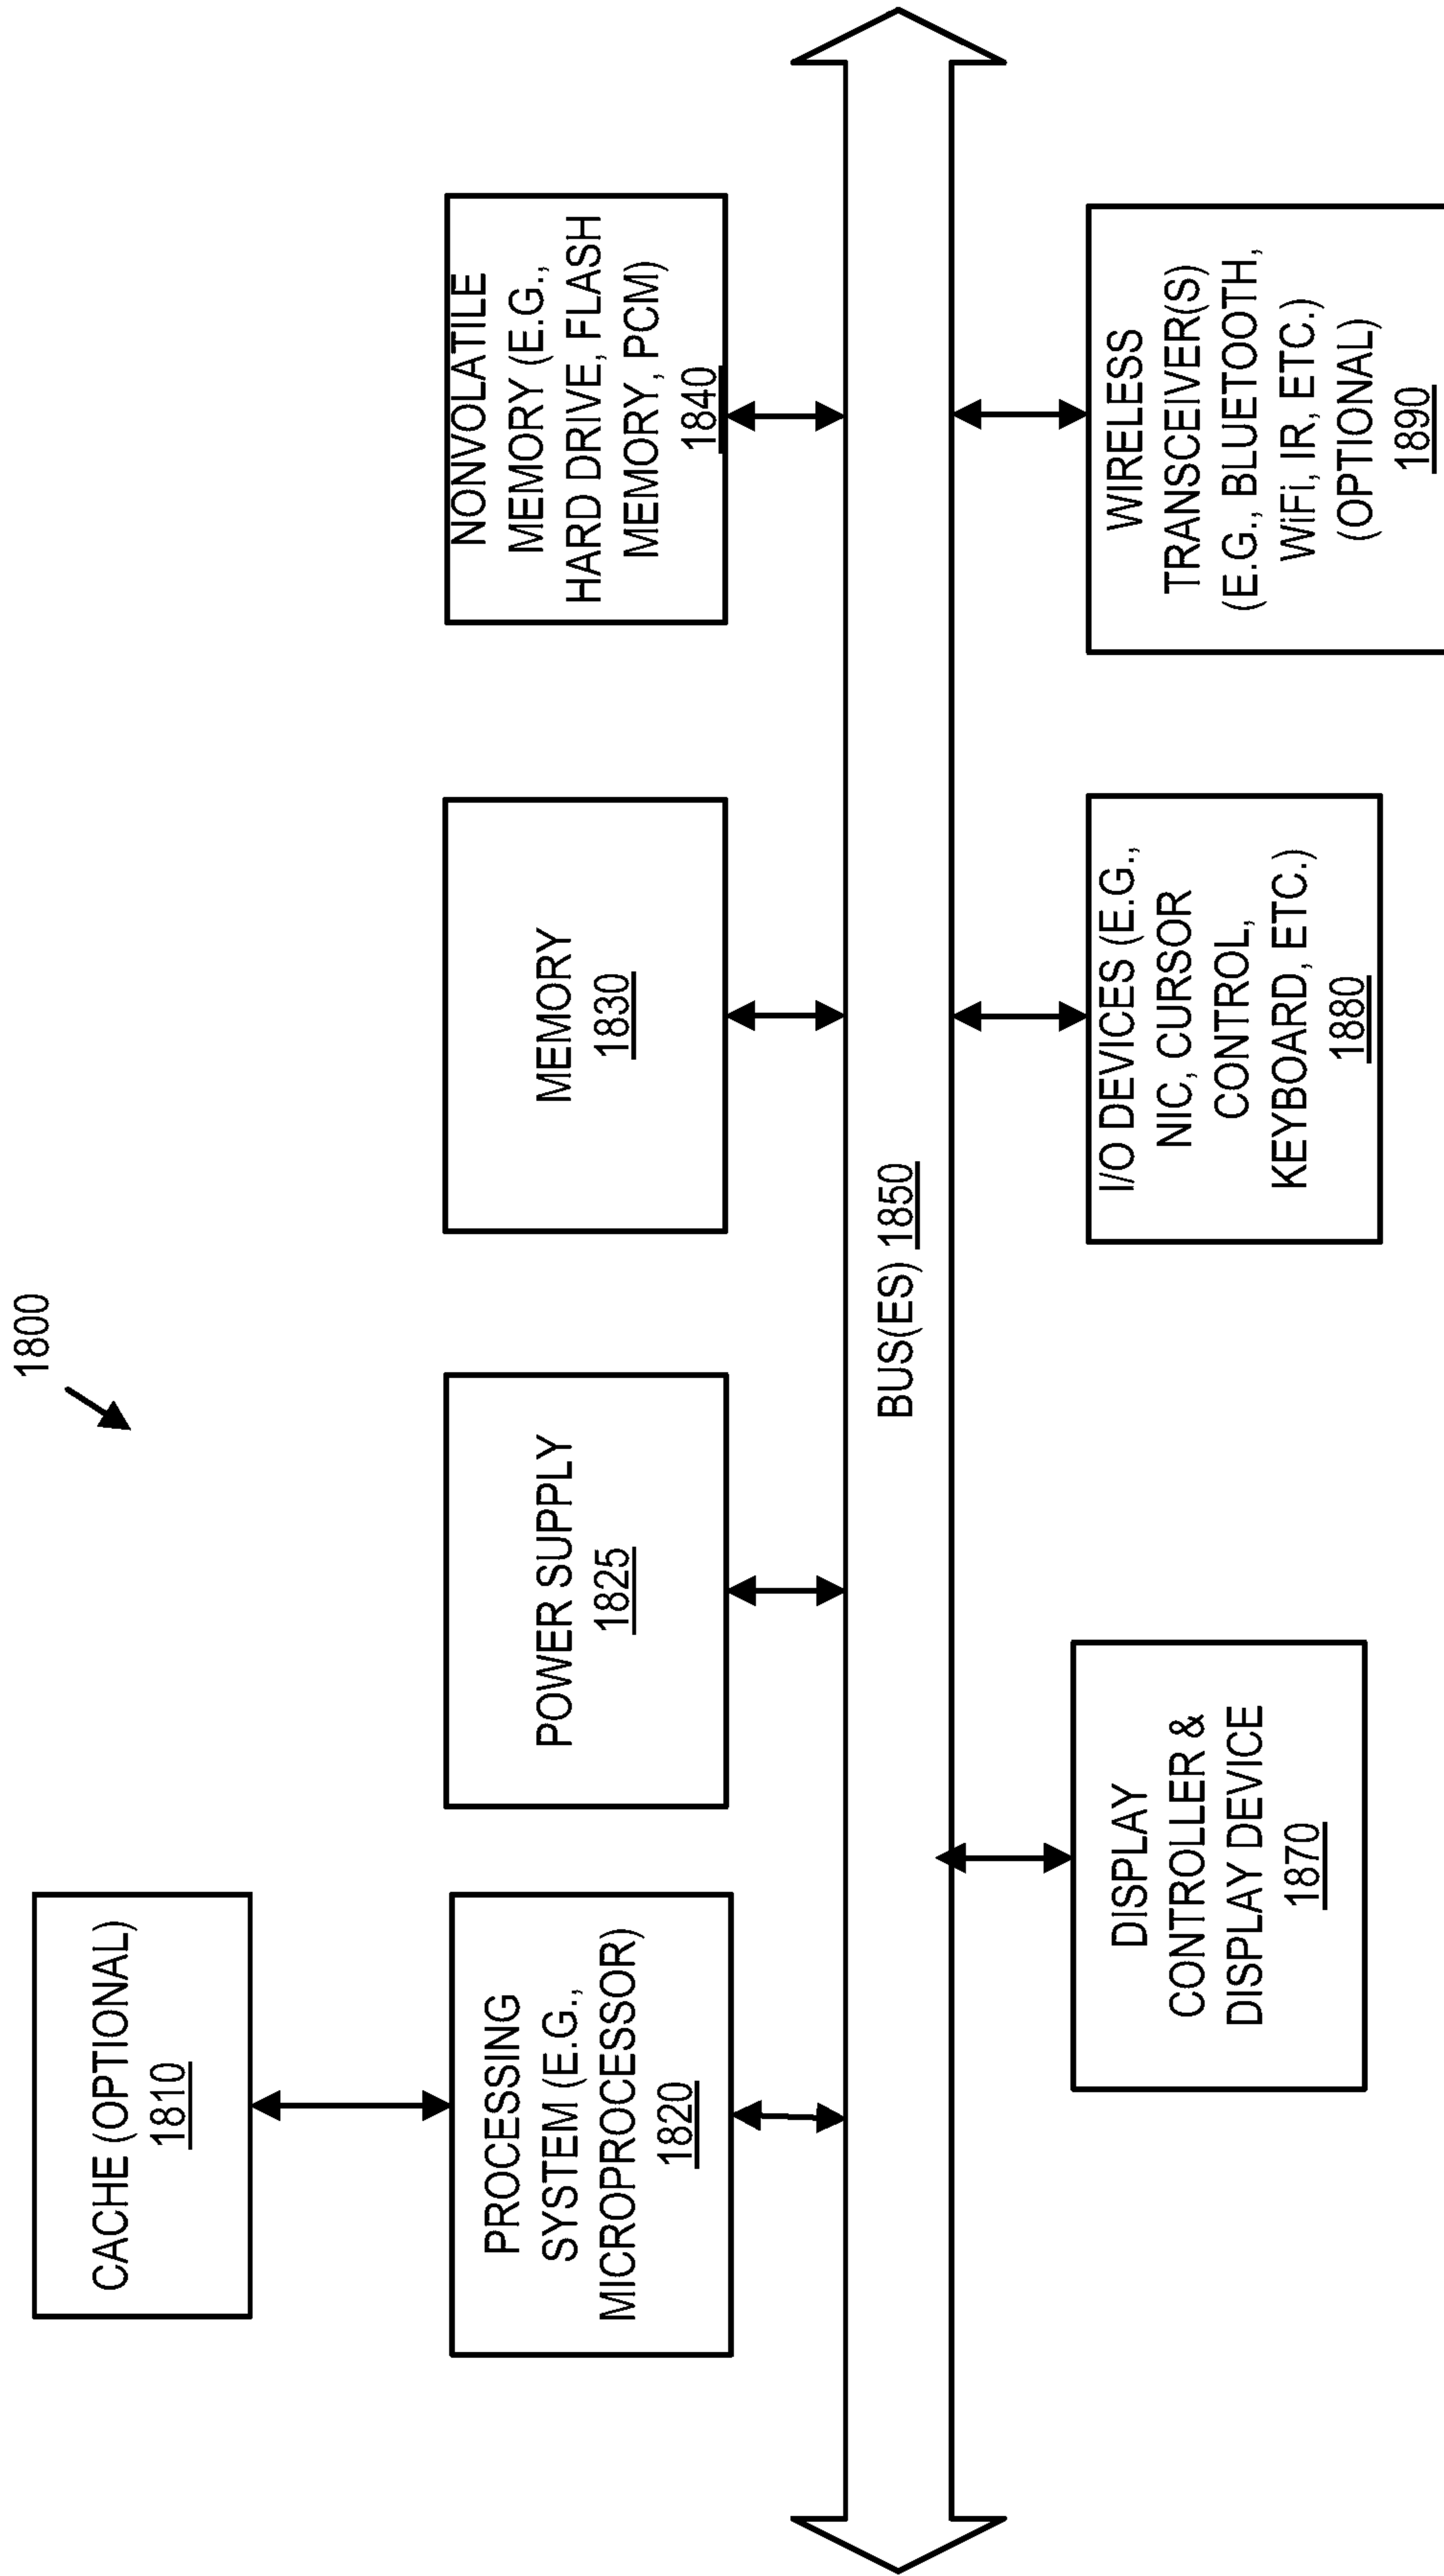 1800
CACHE (OPTIONAL)
1810
PROCESSING
SYSTEM (E.G.,
MICROPROCESSOR)
1820
POWER SUPPLY
1825
MEMORY
1830
NONVOLATILE
MEMORY (E.G.,
HARD DRIVE, FLASH
MEMORY, PCM)
1840
BUS(ES) 1850
DISPLAY
CONTROLLER &
DISPLAY DEVICE
1870
I/O DEVICES (E.G.,
NIC, CURSOR
CONTROL,
KEYBOARD, ETC.)
1880
WIRELESS
TRANSCEIVER(S)
(E.G., BLUETOOTH,
WiFi, IR, ETC.)
(OPTIONAL)
1890